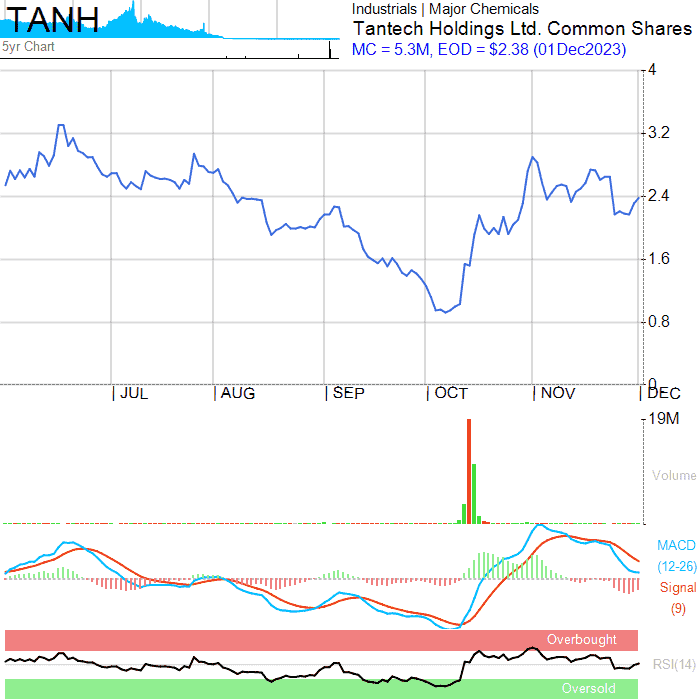 TANH
5yr Chart
Industrials | Major Chemicals
Tantech Holdings Ltd. Common Shares
MC = 5.3M, EOD = $2.38 (01Dec2023)
4
3.2
2.4
1.6
0.8
0
JUL
AUG
SEP
OCT
NOV
DEC
19M
Volume
MACD
(12-26)
Signal
(9)
Overbought
RSI(14)
Oversold